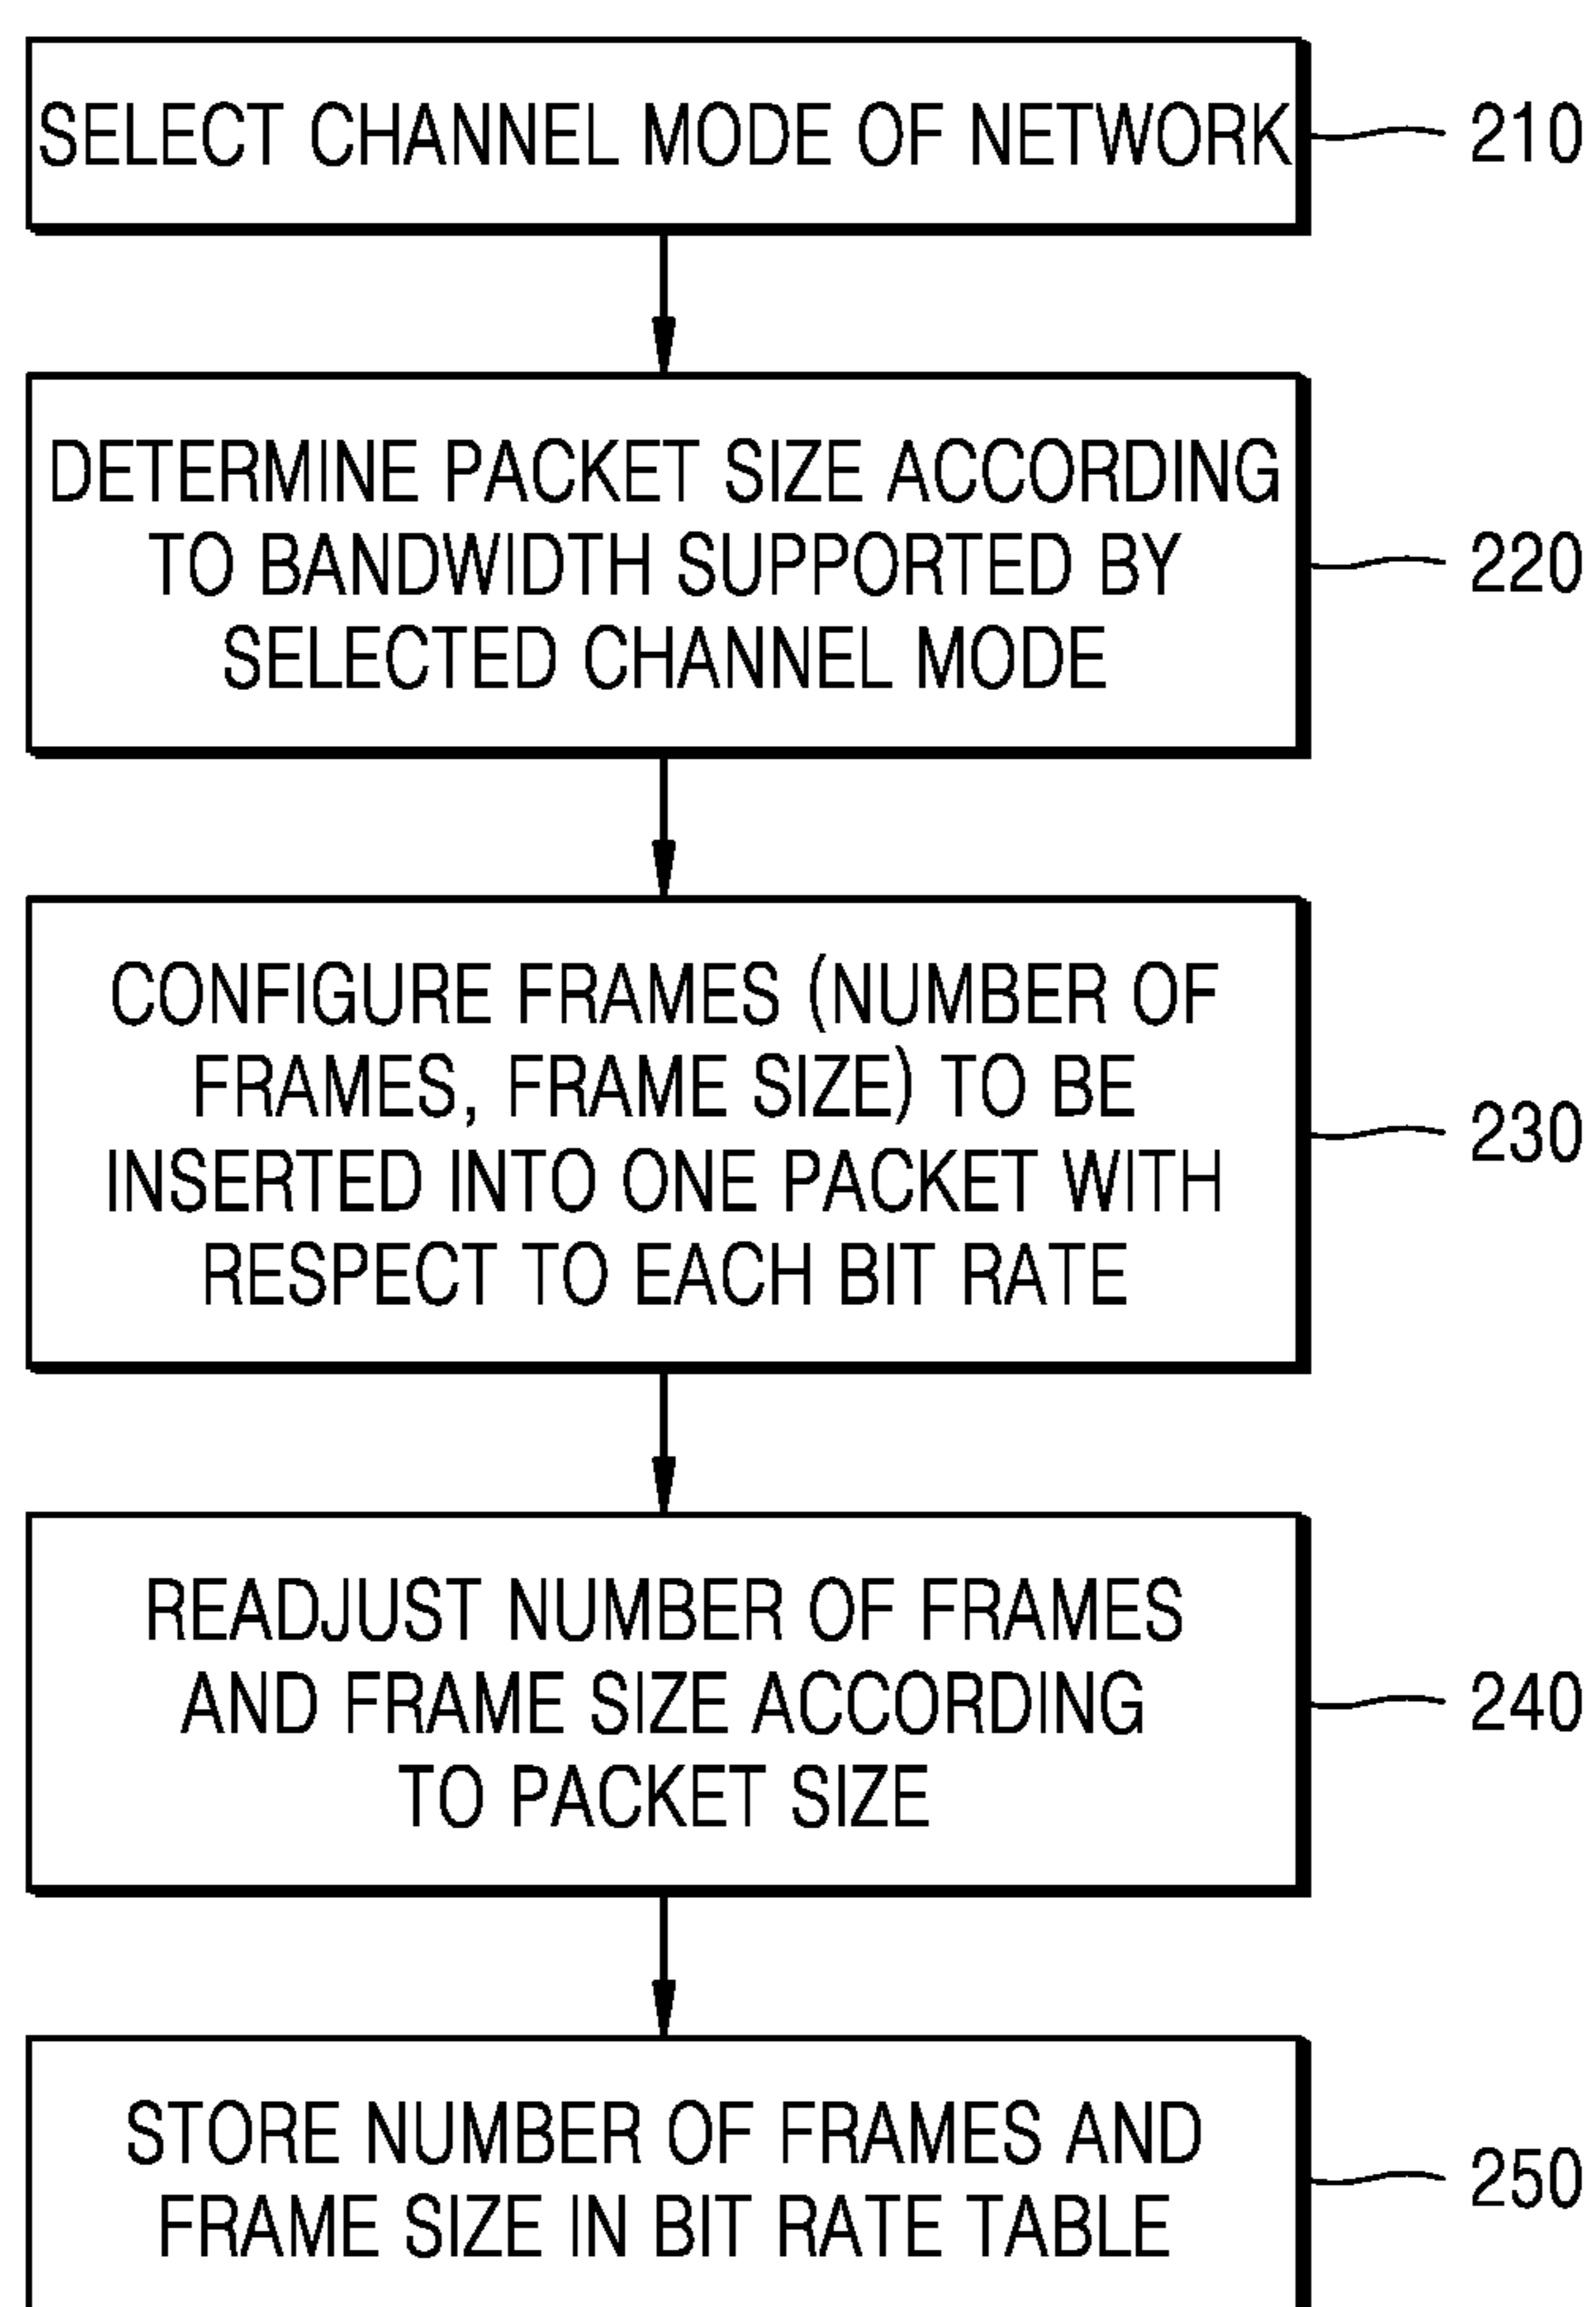 SELECT CHANNEL MODE OF NETWORK
210
DETERMINE PACKET SIZE ACCORDING
TO BANDWIDTH SUPPORTED BY
SELECTED CHANNEL MODE
220
CONFIGURE FRAMES (NUMBER OF
FRAMES, FRAME SIZE) TO BE
INSERTED INTO ONE PACKET WITH
RESPECT TO EACH BIT RATE
230
READJUST NUMBER OF FRAMES
AND FRAME SIZE ACCORDING
TO PACKET SIZE
240
STORE NUMBER OF FRAMES AND
FRAME SIZE IN BIT RATE TABLE
250